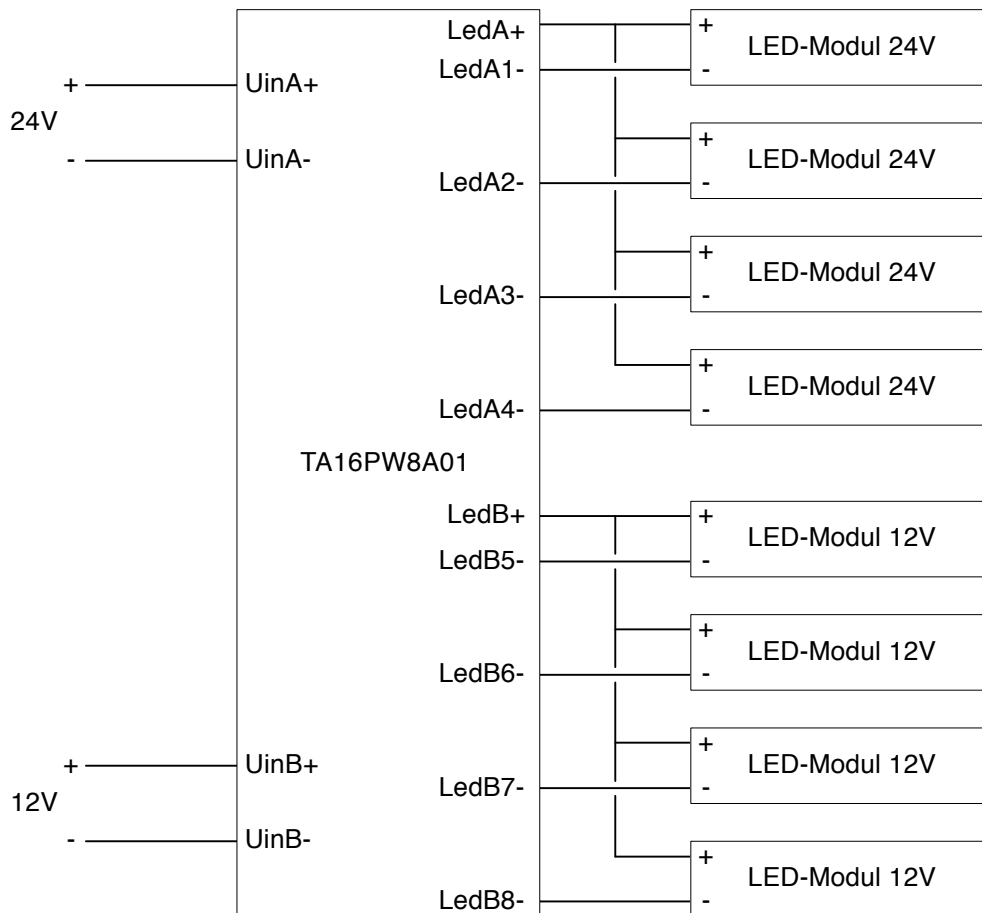 LedA+
+
LED-Modul 24V
LedA1-
-
+
UinA+
24V
-
UinA-
+
LED-Modul 24V
LedA2-
-
+
LED-Modul 24V
LedA3-
-
+
LED-Modul 24V
LedA4-
-
TA16PW8A01
LedB+
+
LED-Modul 12V
LedB5-
-
+
LED-Modul 12V
LedB6-
-
+
LED-Modul 12V
LedB7-
-
+
UinB+
12V
-
UinB-
+
LED-Modul 12V
LedB8-
-